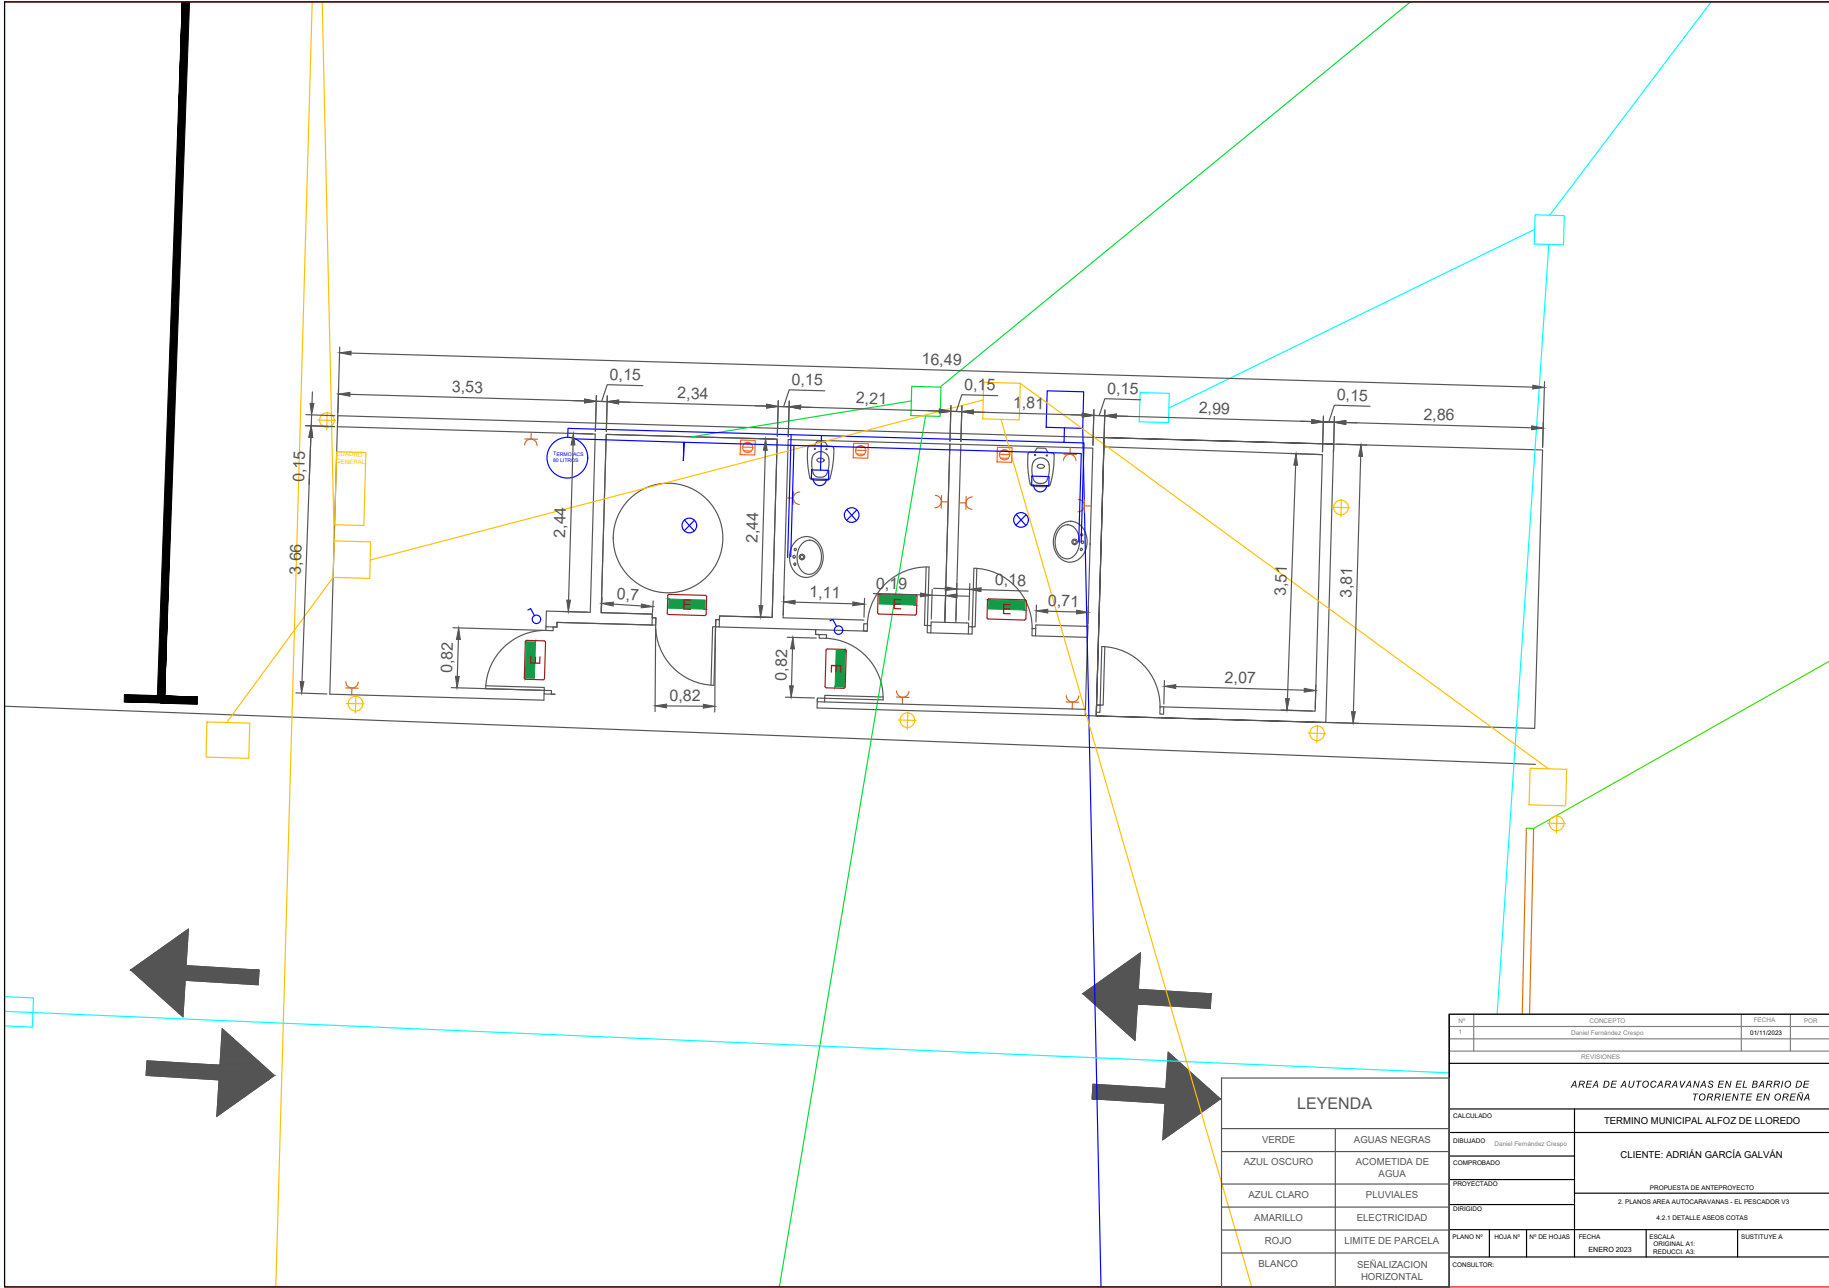 16,49
3,53
0,15
2,34
0,15
2,21
0,15
1,81
0,15
2,99
0,15
2,86
0,15
3,66
CUADRO
GENERAL
TERMO ACS
80 LITROS
2,44
2,44
0,7
1,11
0,19
0,18
0,71
3,51
3,81
0,82
0,82
0,82
2,07
E
E
E
E
E
LEYENDA
VERDE AGUAS NEGRAS
AZUL OSCURO ACOMETIDA DE
AGUA
AZUL CLARO PLUVIALES
AMARILLO ELECTRICIDAD
ROJO LIMITE DE PARCELA
BLANCO SEÑALIZACION
HORIZONTAL
Nº CONCEPTO FECHA POR
1 Daniel Fernández Crespo 01/11/2023
REVISIONES
AREA DE AUTOCARAVANAS EN EL BARRIO DE
TORRIENTE EN OREÑA
CALCULADO
TERMINO MUNICIPAL ALFOZ DE LLOREDO
DIBUJADO Daniel Fernández Crespo
CLIENTE: ADRIÁN GARCÍA GALVÁN
COMPROBADO
PROYECTADO
PROPUESTA DE ANTEPROYECTO
2. PLANOS AREA AUTOCARAVANAS - EL PESCADOR V3
DIRIGIDO
4.2.1 DETALLE ASEOS COTAS
PLANO Nº HOJA Nº Nº DE HOJAS FECHA ESCALA SUSTITUYE A
ORIGINAL A1:
ENERO 2023 REDUCCI. A3:
CONSULTOR: